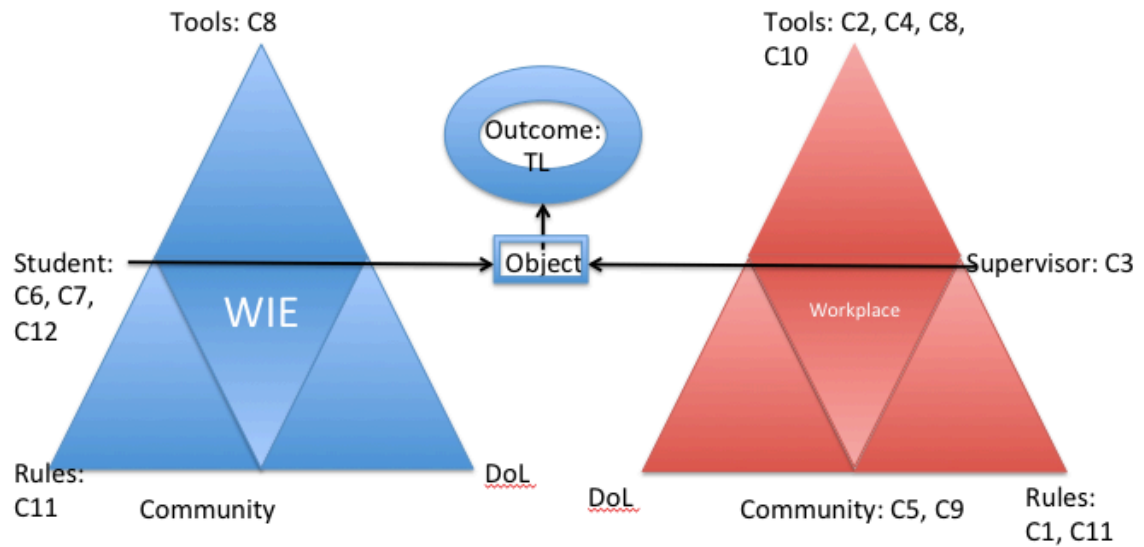 Tools: C8
Tools: C2, C4, C8,
C10
Outcome:
TL
Student:
C6, C7,
C12
Object
Supervisor: C3
WIE
Workplace
Rules:
C11
Community
DoL
DoL
Community: C5, C9
Rules:
C1, C11